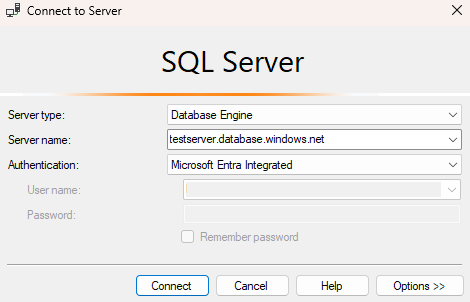 Connect to Server
SQL Server
Server type: Database Engine
Server name: testserver.database.windows.net
Authentication: Microsoft Entra Integrated
User name:
Password:
Remember password
Connect Cancel Help Options >>